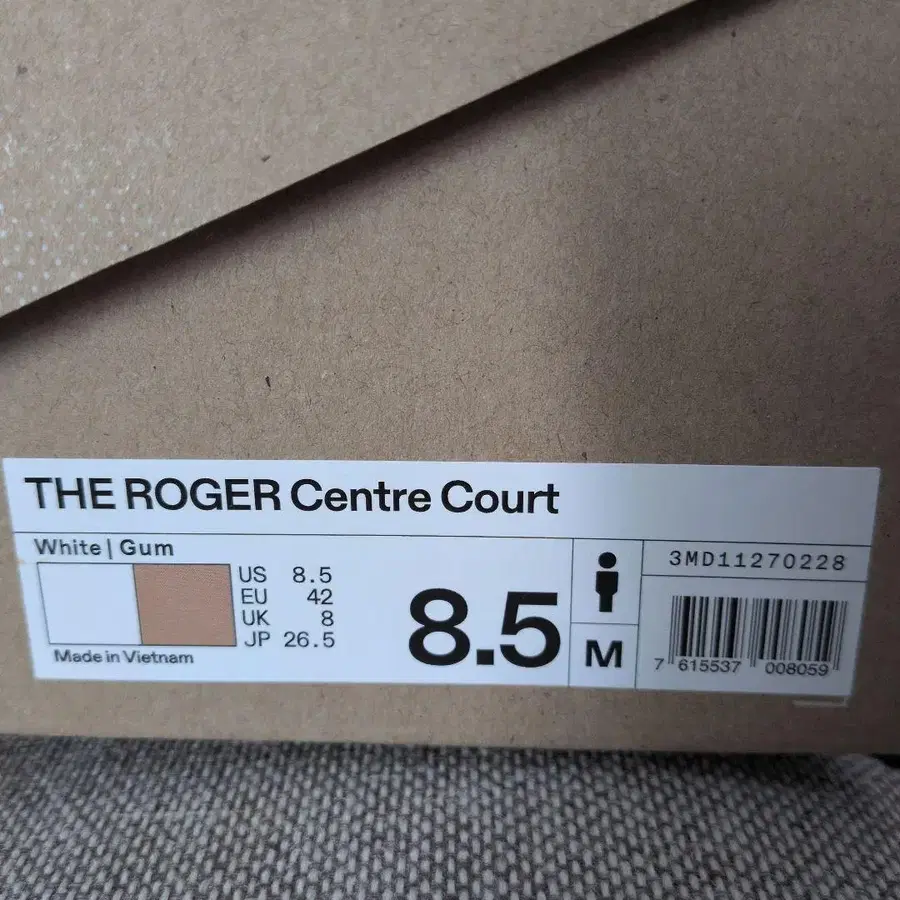 THE ROGER Centre Court
White | Gum
US 8.5
EU 42
UK 8
JP 26.5
Made in Vietnam
8.5
M
3MD11270228
7 615537 008059